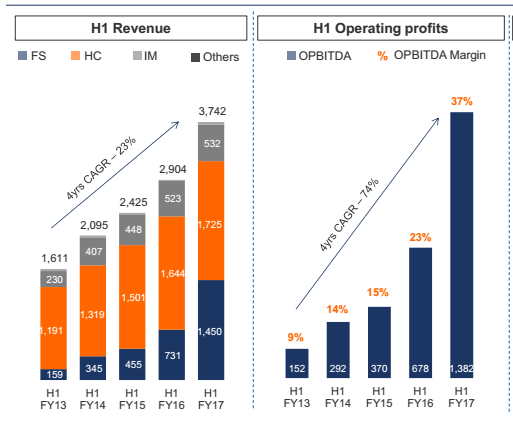 H1 Revenue
FS HC IM Others
4yrs CAGR – 23%
3,742
532
1,725
1,450
2,904
523
1,644
731
2,425
448
1,501
455
2,095
407
1,319
345
1,611
230
1,191
159
H1 FY13
H1 FY14
H1 FY15
H1 FY16
H1 FY17
H1 Operating profits
OPBITDA % OPBITDA Margin
4yrs CAGR – 74%
37%
23%
15%
14%
9%
152
292
370
678
1,382
H1 FY13
H1 FY14
H1 FY15
H1 FY16
H1 FY17